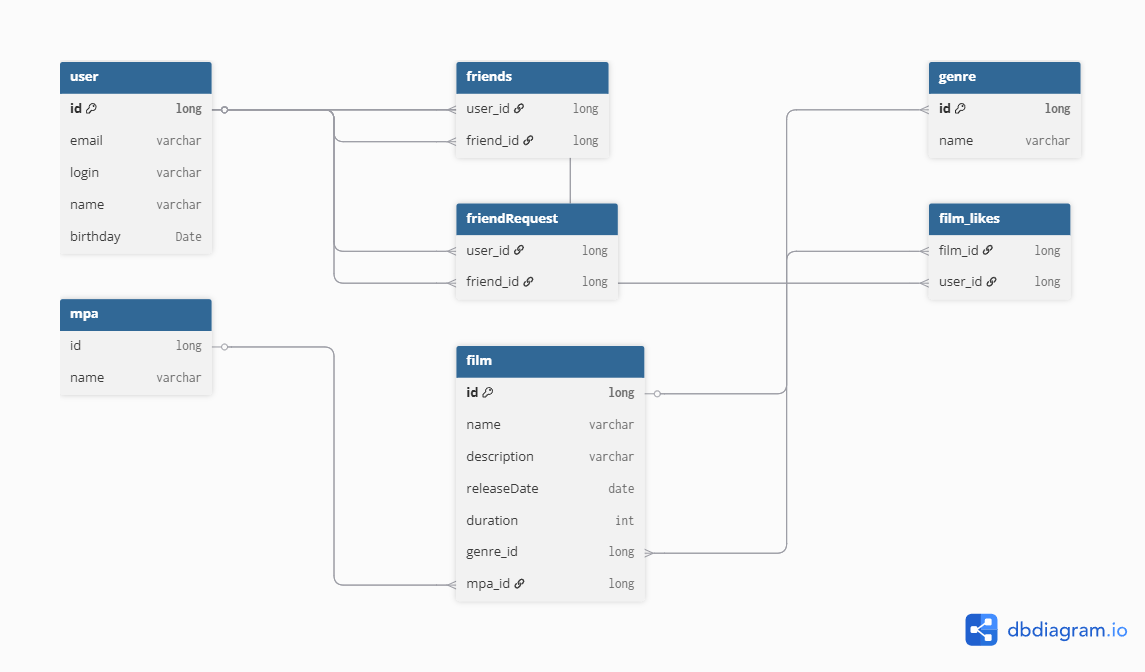 user
id long
email varchar
login varchar
name varchar
birthday Date
friends
user_id long
friend_id long
genre
id long
name varchar
friendRequest
user_id long
friend_id long
film_likes
film_id long
user_id long
mpa
id long
name varchar
film
id long
name varchar
description varchar
releaseDate date
duration int
genre_id long
mpa_id long
dbdiagram.io